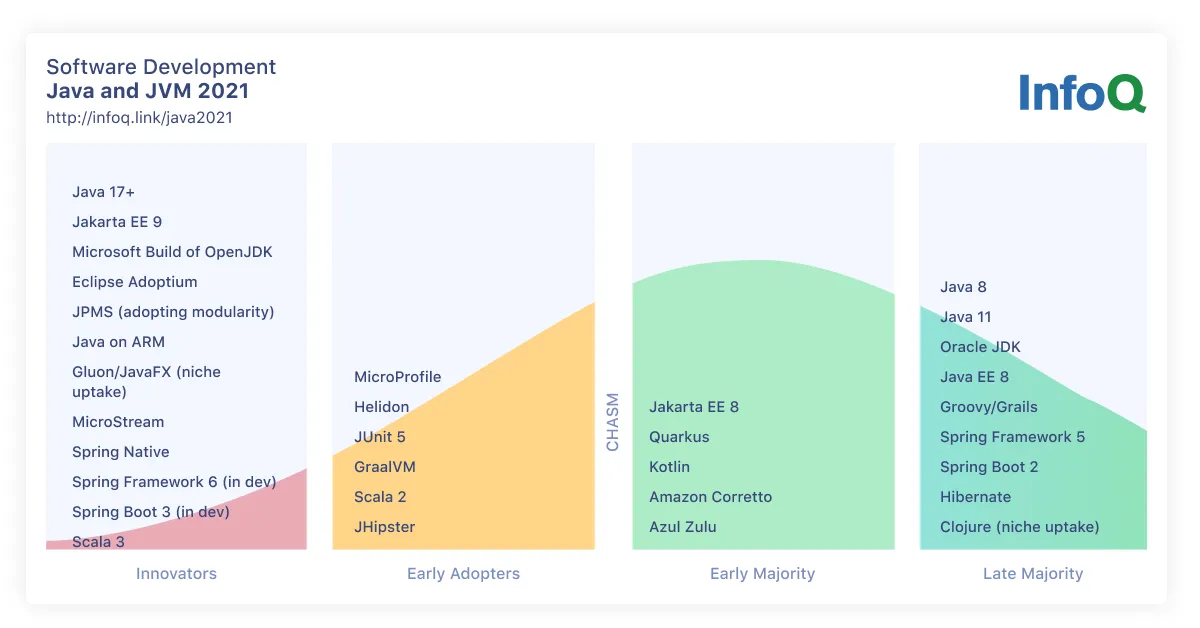 Software Development
Java and JVM 2021
http://infoq.link/java2021
InfoQ
Java 17+
Jakarta EE 9
Microsoft Build of OpenJDK
Eclipse Adoptium
JPMS (adopting modularity)
Java on ARM
Gluon/JavaFX (niche
uptake)
MicroStream
Spring Native
Spring Framework 6 (in dev)
Spring Boot 3 (in dev)
Scala 3
Innovators
MicroProfile
Helidon
JUnit 5
GraalVM
Scala 2
JHipster
Early Adopters
CHASM
Jakarta EE 8
Quarkus
Kotlin
Amazon Corretto
Azul Zulu
Early Majority
Java 8
Java 11
Oracle JDK
Java EE 8
Groovy/Grails
Spring Framework 5
Spring Boot 2
Hibernate
Clojure (niche uptake)
Late Majority